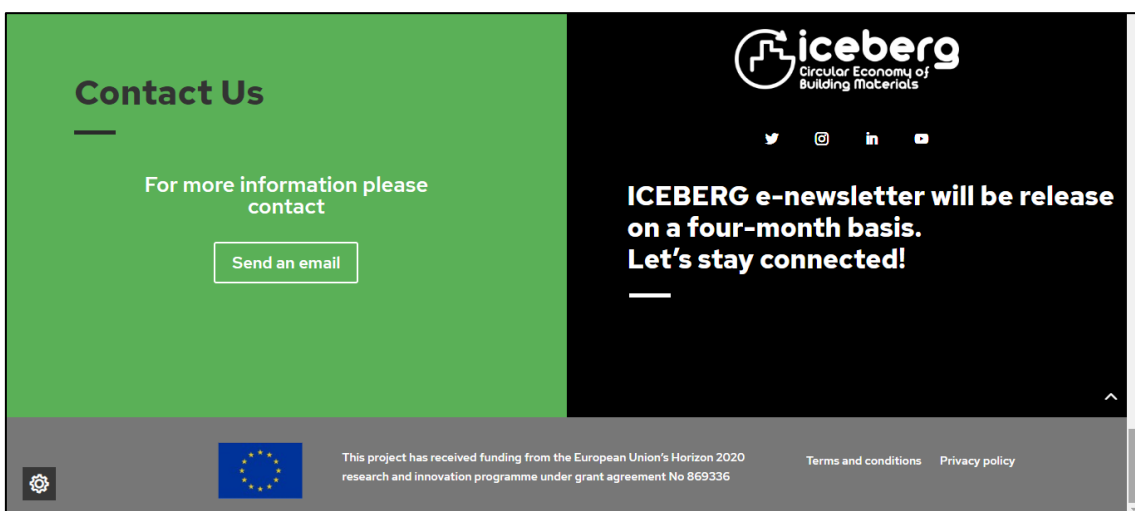 Contact Us
For more information please
contact
Send an email
iceberg
Circular Economy of
Building Materials
ICEBERG e-newsletter will be release
on a four-month basis.
Let's stay connected!
This project has received funding from the European Union's Horizon 2020
research and innovation programme under grant agreement No 869336
Terms and conditions
Privacy policy